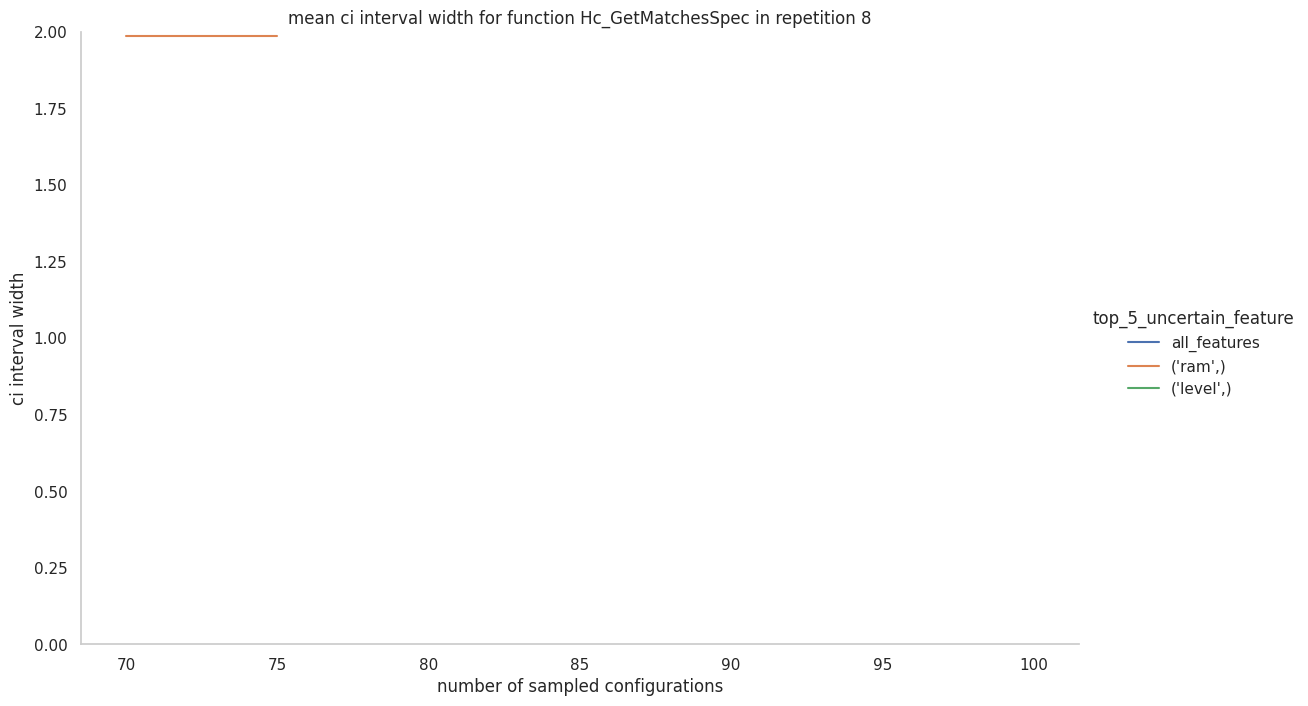 mean ci interval width for function Hc_GetMatchesSpec in repetition 8
2.00
1.75
1.50
1.25
1.00
0.75
0.50
0.25
0.00
ci interval width
70 75 80 85 90 95 100
number of sampled configurations
top_5_uncertain_feature
all_features
('ram',)
('level',)